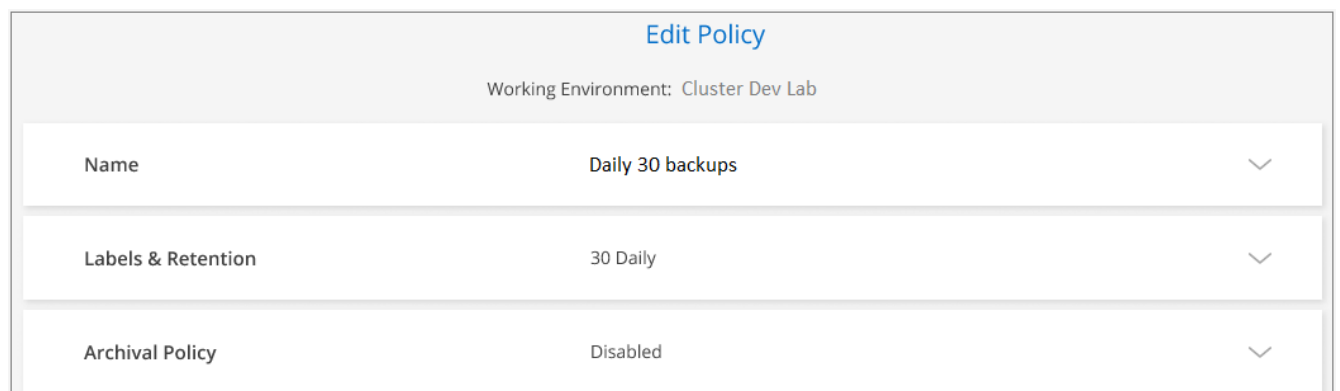 Edit Policy
Working Environment: Cluster Dev Lab
Name Daily 30 backups
Labels & Retention 30 Daily
Archival Policy Disabled